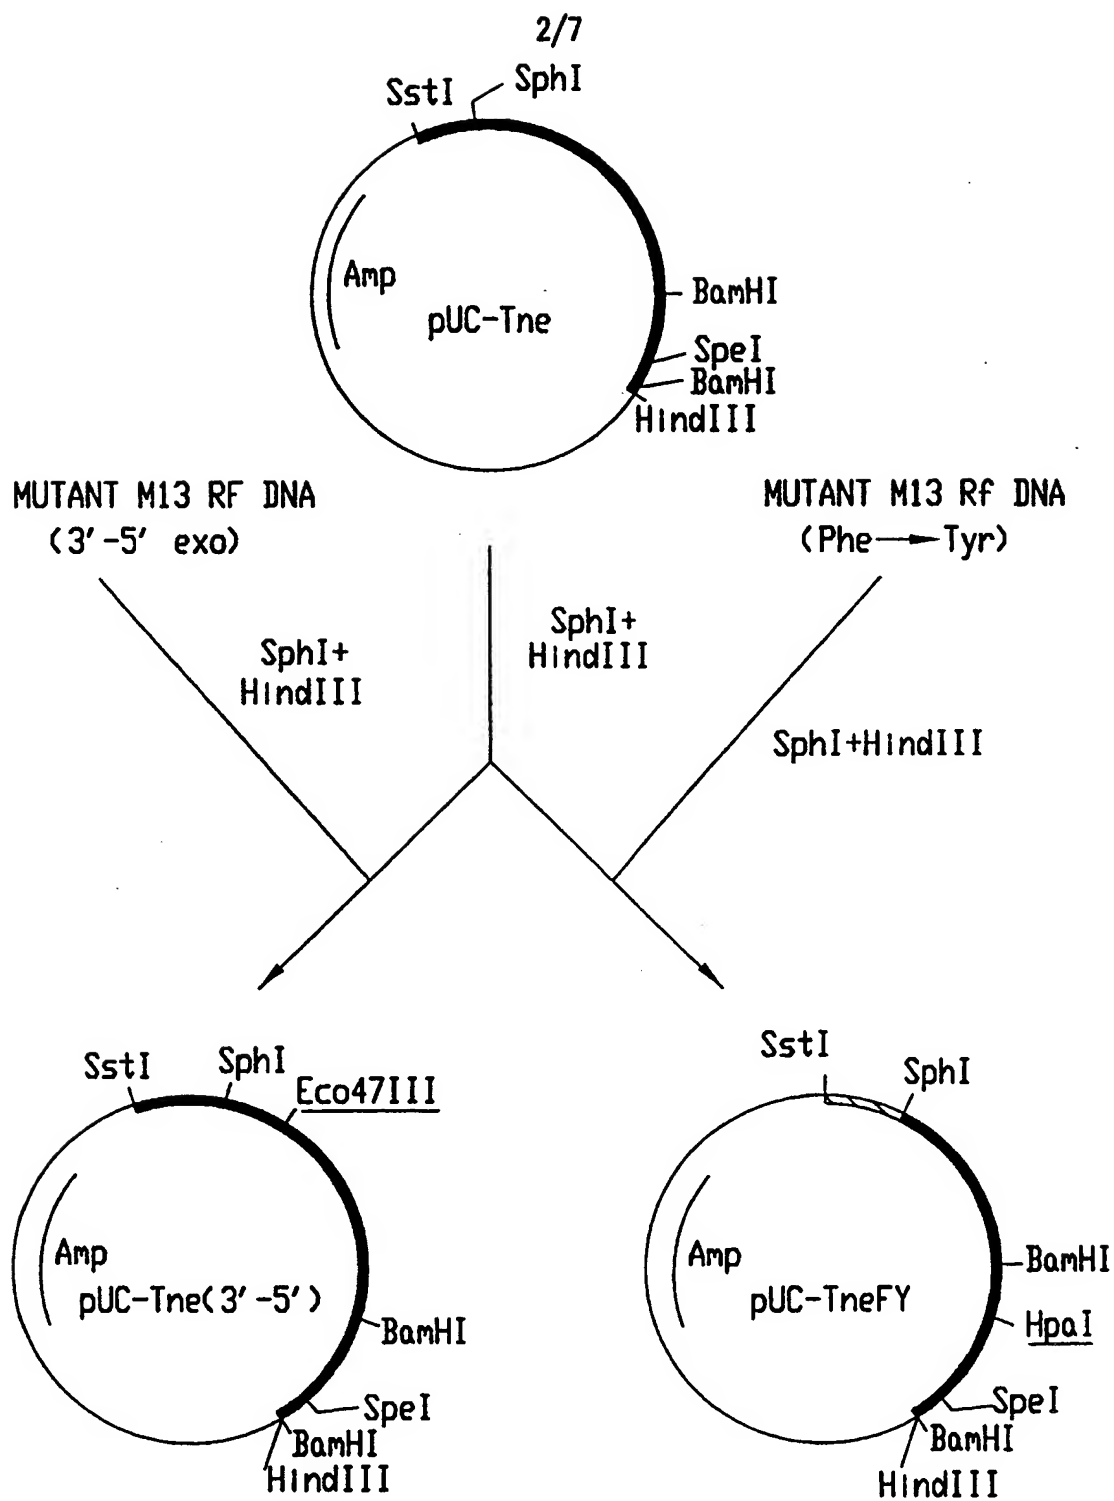 2/7
SstI
SphI
Amp
pUC-Tne
BamHI
SpeI
BamHI
HindIII
MUTANT M13 RF DNA
(3'-5' exo)
MUTANT M13 Rf DNA
(Phe→Tyr)
SphI+
HindIII
SphI+
HindIII
SphI+HindIII
SstI
SphI
Eco47III
Amp
pUC-Tne(3'-5')
BamHI
SpeI
BamHI
HindIII
SstI
SphI
Amp
pUC-TneFY
BamHI
HpaI
SpeI
BamHI
HindIII